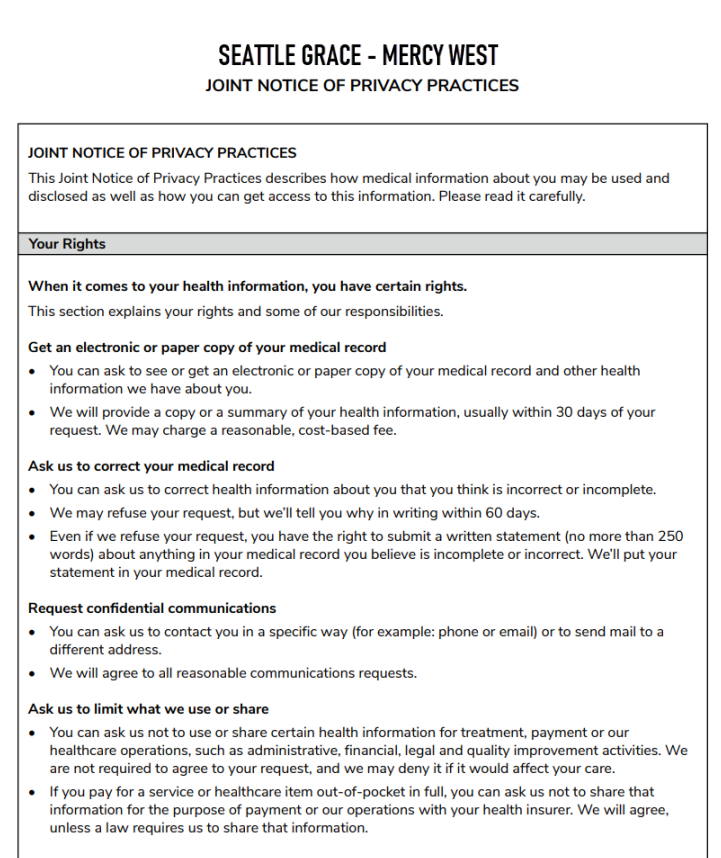 SEATTLE GRACE - MERCY WEST
JOINT NOTICE OF PRIVACY PRACTICES
JOINT NOTICE OF PRIVACY PRACTICES
This Joint Notice of Privacy Practices describes how medical information about you may be used and
disclosed as well as how you can get access to this information. Please read it carefully.
Your Rights
When it comes to your health information, you have certain rights.
This section explains your rights and some of our responsibilities.
Get an electronic or paper copy of your medical record
• You can ask to see or get an electronic or paper copy of your medical record and other health
information we have about you.
• We will provide a copy or a summary of your health information, usually within 30 days of your
request. We may charge a reasonable, cost-based fee.
Ask us to correct your medical record
• You can ask us to correct health information about you that you think is incorrect or incomplete.
• We may refuse your request, but we'll tell you why in writing within 60 days.
• Even if we refuse your request, you have the right to submit a written statement (no more than 250
words) about anything in your medical record you believe is incomplete or incorrect. We'll put your
statement in your medical record.
Request confidential communications
• You can ask us to contact you in a specific way (for example: phone or email) or to send mail to a
different address.
• We will agree to all reasonable communications requests.
Ask us to limit what we use or share
• You can ask us not to use or share certain health information for treatment, payment or our
healthcare operations, such as administrative, financial, legal and quality improvement activities. We
are not required to agree to your request, and we may deny it if it would affect your care.
• If you pay for a service or healthcare item out-of-pocket in full, you can ask us not to share that
information for the purpose of payment or our operations with your health insurer. We will agree,
unless a law requires us to share that information.